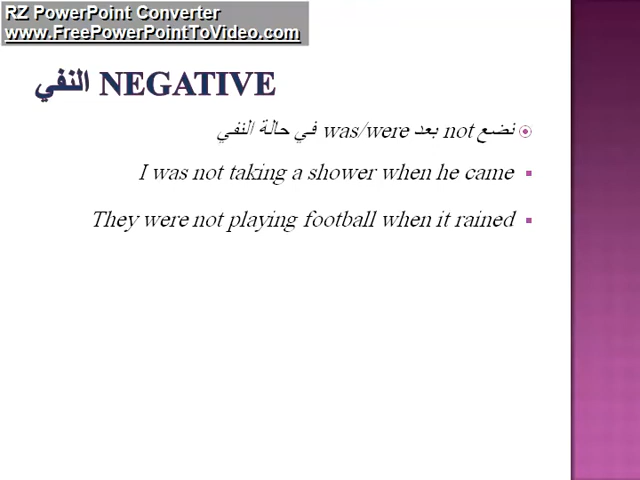 RZ PowerPoint Converter
www.FreePowerPointToVideo.com
NEGATIVE النفي
نضع not بعد was/were في حالة النفي
I was not taking a shower when he came
They were not playing football when it rained